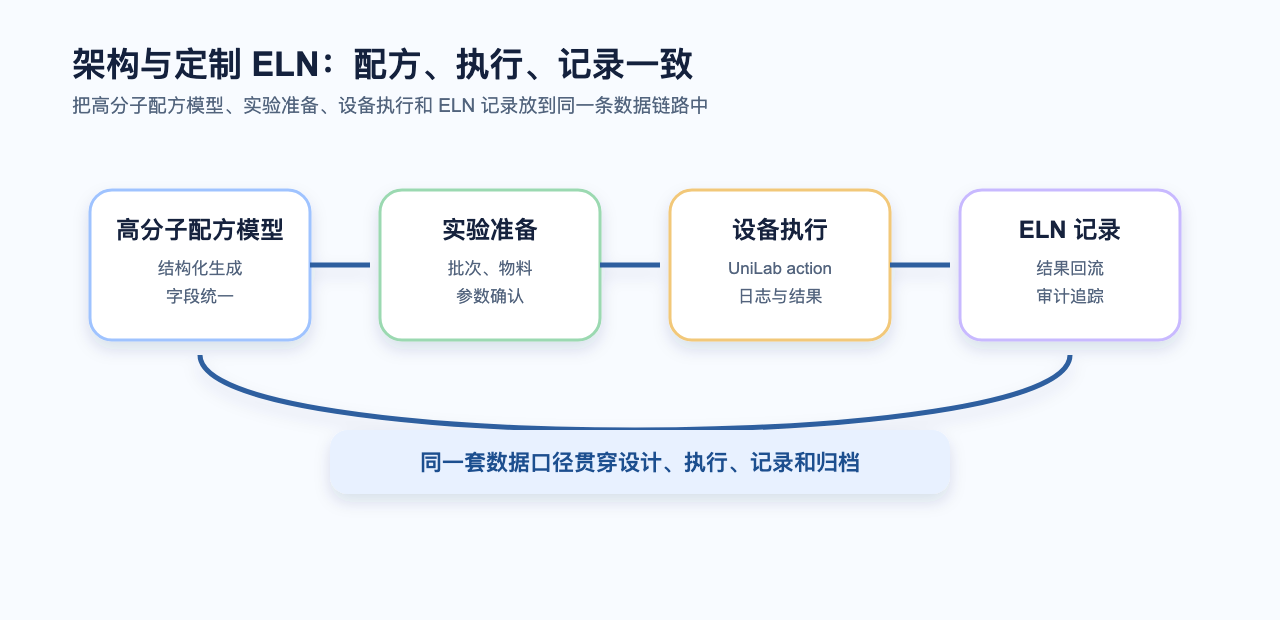 架构与定制 ELN：配方、执行、记录一致
把高分子配方模型、实验准备、设备执行和 ELN 记录放到同一条数据链路中
高分子配方模型
结构化生成
字段统一
实验准备
批次、物料
参数确认
设备执行
UniLab action
日志与结果
ELN 记录
结果回流
审计追踪
同一套数据口径贯穿设计、执行、记录和归档